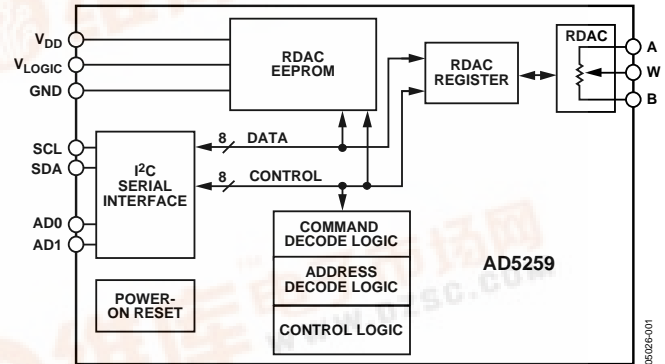 V_DD
V_LOGIC
GND
SCL
SDA
AD0
AD1
RDAC
EEPROM
RDAC
REGISTER
RDAC
A
W
B
8 DATA
8 CONTROL
I²C
SERIAL
INTERFACE
POWER-
ON RESET
COMMAND
DECODE LOGIC
ADDRESS
DECODE LOGIC
CONTROL LOGIC
AD5259
05026-001